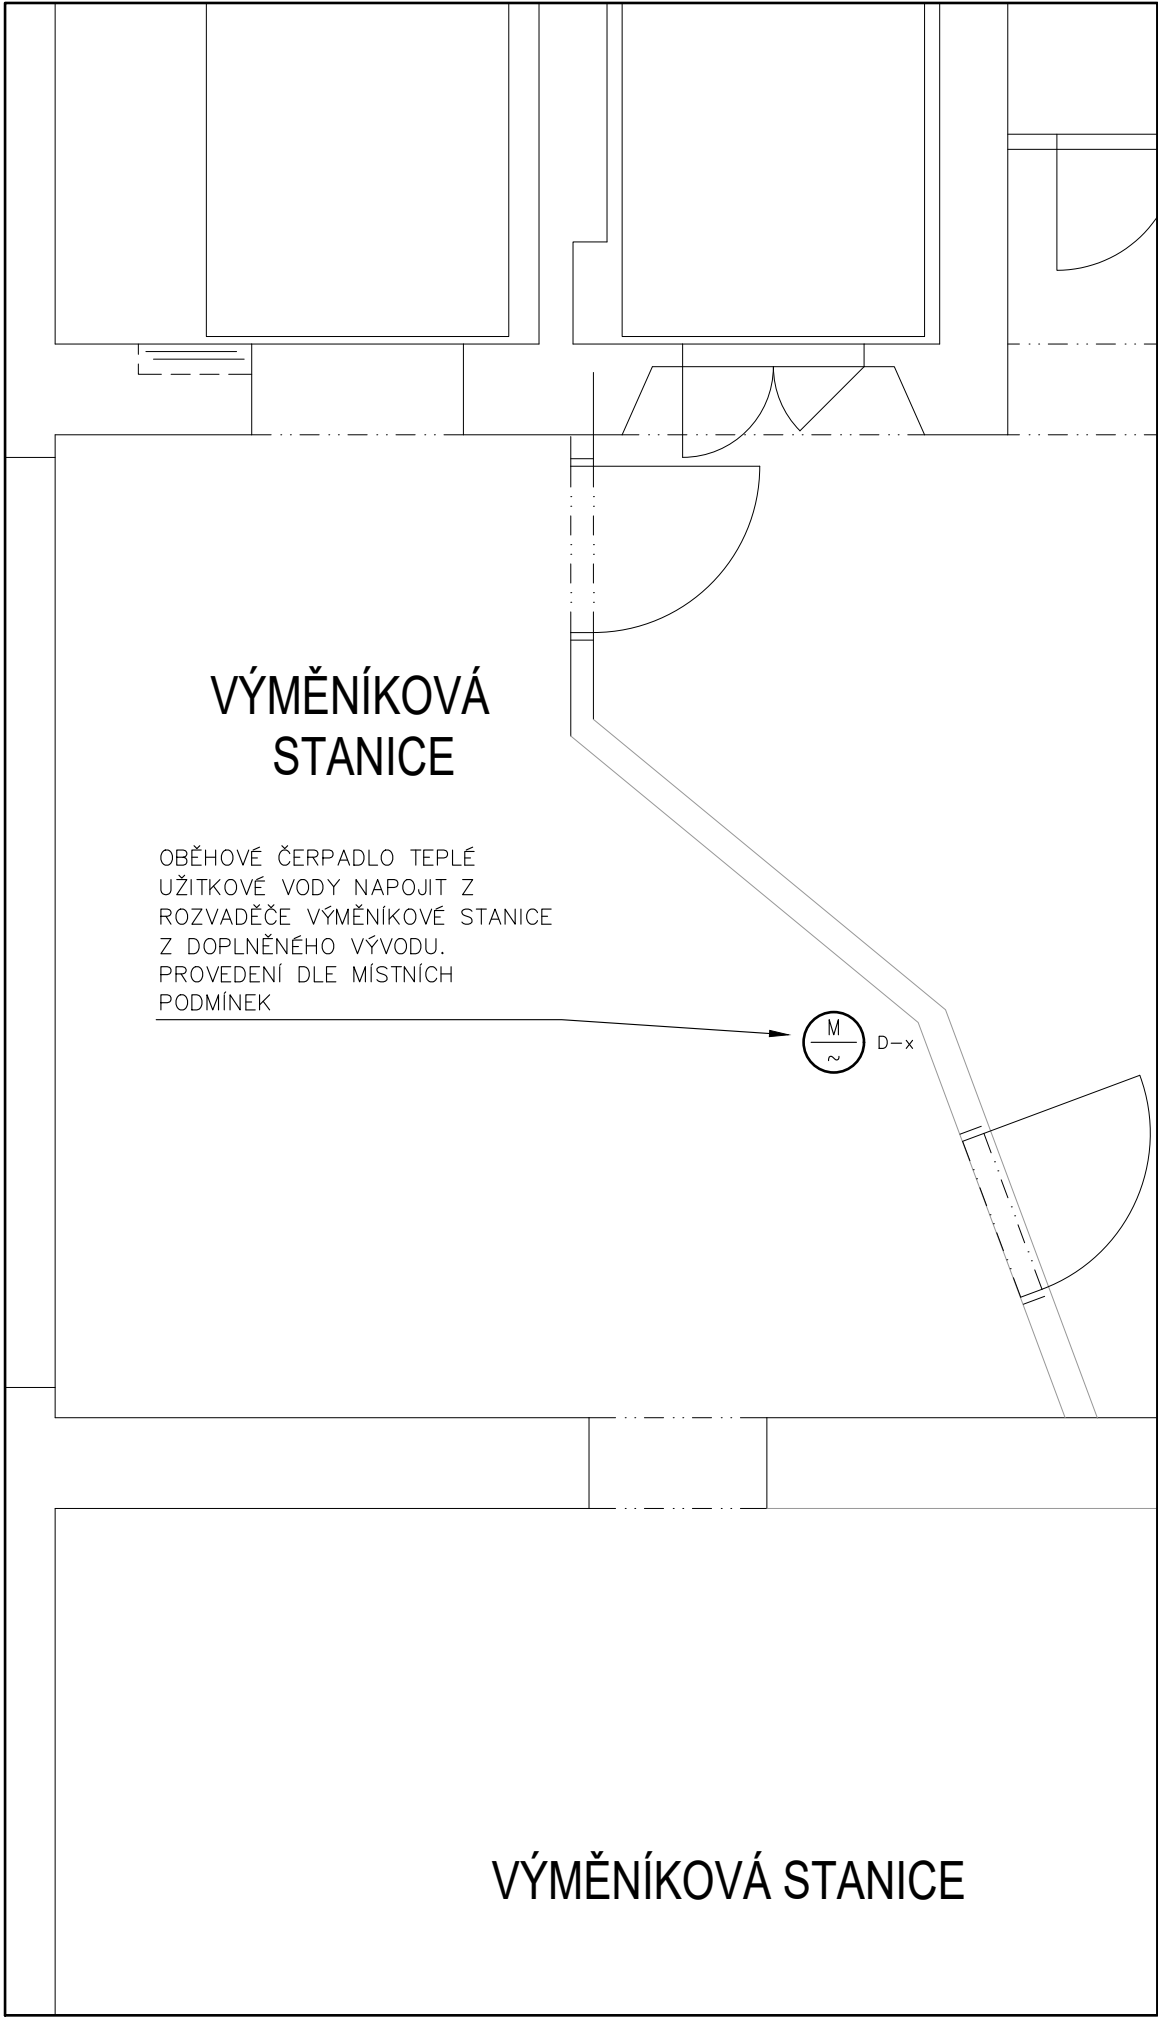 VÝMĚNÍKOVÁ
STANICE
OBĚHOVÉ ČERPADLO TEPLÉ
UŽITKOVÉ VODY NAPOJIT Z
ROZVADĚČE VÝMĚNÍKOVÉ STANICE
Z DOPLNĚNÉHO VÝVODU.
PROVEDENÍ DLE MÍSTNÍCH
PODMÍNEK
M
~
D-x
VÝMĚNÍKOVÁ STANICE